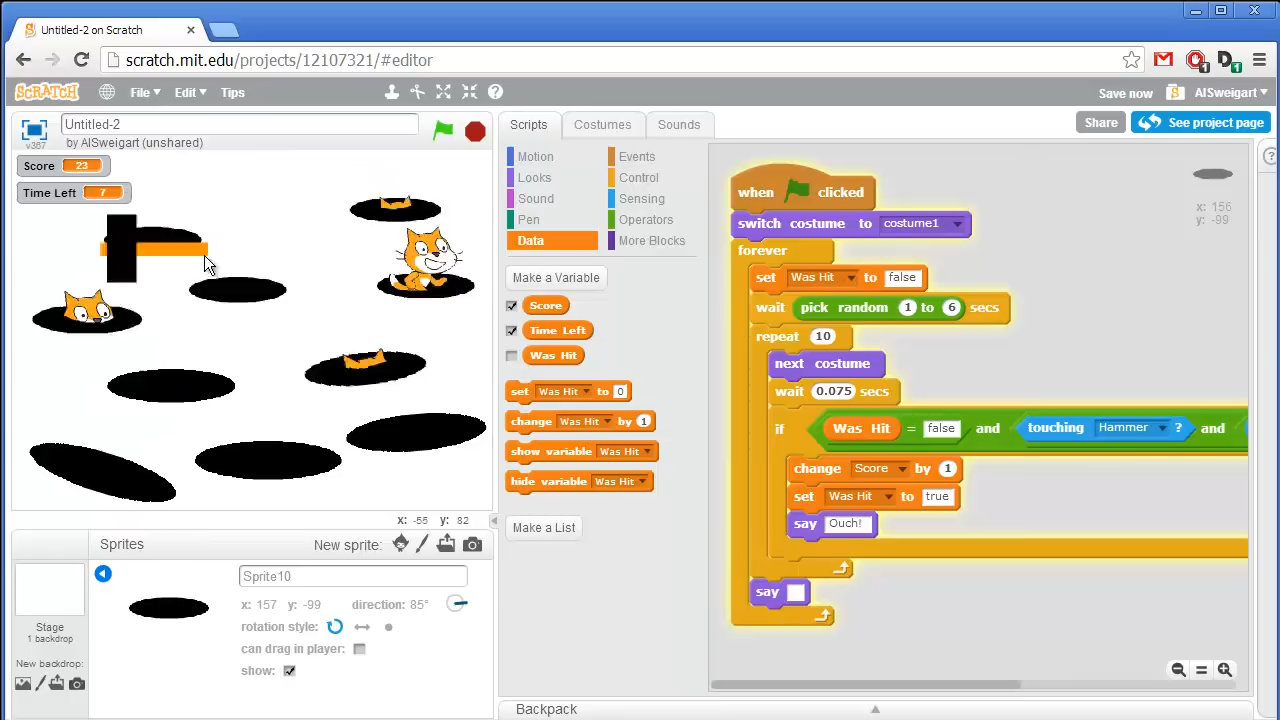 Untitled-2 on Scratch
scratch.mit.edu/projects/12107321/#editor
1
1
SCRATCH
File
Edit
Tips
Save now
AlSweigart
Untitled-2
v387
by AlSweigart (unshared)
Scripts
Costumes
Sounds
Share
See project page
Score 23
Time Left 7
Motion
Looks
Sound
Pen
Data
Events
Control
Sensing
Operators
More Blocks
Make a Variable
Score
Time Left
Was Hit
set Was Hit to 0
change Was Hit by 1
show variable Was Hit
hide variable Was Hit
Make a List
when clicked
switch costume to costume1
forever
set Was Hit to false
wait pick random 1 to 6 secs
repeat 10
next costume
wait 0.075 secs
if Was Hit = false and touching Hammer ? and
change Score by 1
set Was Hit to true
say Ouch!
say
x: 156
y: -99
x: -55 y: 82
Sprites
New sprite:
Stage
1 backdrop
New backdrop:
Sprite10
x: 157 y: -99 direction: 85°
rotation style:
can drag in player:
show:
Backpack